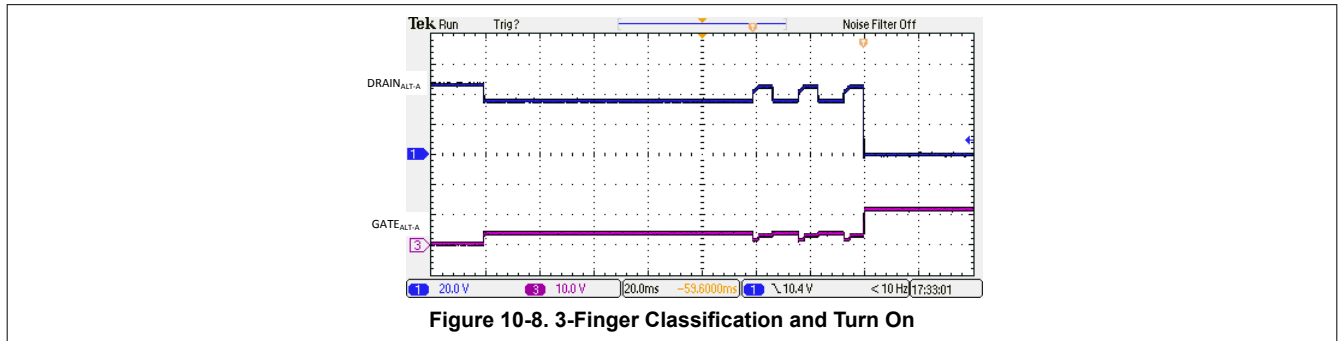 Tek Run Trig? Noise Filter Off
DRAINALT-A
1
GATEALT-A
3
1 20.0 V 3 10.0 V 20.0ms -59.6000ms 1 \ 10.4 V < 10 Hz 17:33:01
Figure 10-8. 3-Finger Classification and Turn On